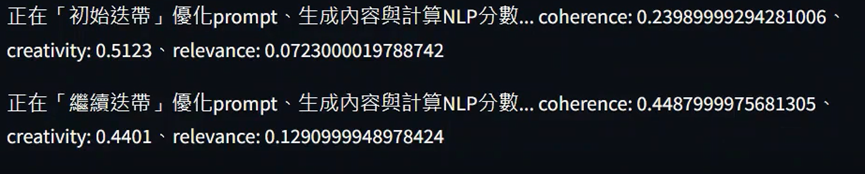 正在「初始迭帶」優化prompt、生成內容與計算NLP分數... coherence: 0.23989999294281006、
creativity: 0.5123、relevance: 0.0723000019788742
正在「繼續迭帶」優化prompt、生成內容與計算NLP分數... coherence: 0.4487999975681305、
creativity: 0.4401、relevance: 0.1290999948978424